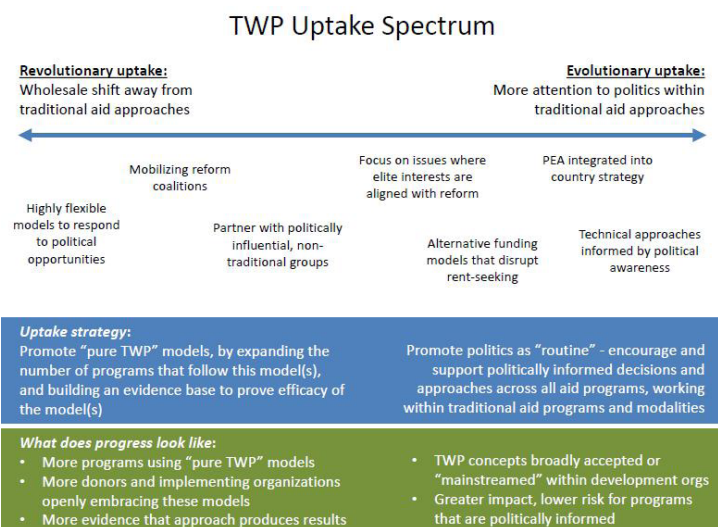 TWP Uptake Spectrum
Revolutionary uptake:
Wholesale shift away from
traditional aid approaches
Evolutionary uptake:
More attention to politics within
traditional aid approaches
Mobilizing reform
coalitions
Focus on issues where
elite interests are
aligned with reform
PEA integrated into
country strategy
Highly flexible
models to respond
to political
opportunities
Partner with politically
influential, non-
traditional groups
Alternative funding
models that disrupt
rent-seeking
Technical approaches
informed by political
awareness
Uptake strategy:
Promote “pure TWP” models, by expanding the
number of programs that follow this model(s),
and building an evidence base to prove efficacy of
the model(s)
Promote politics as “routine” - encourage and
support politically informed decisions and
approaches across all aid programs, working
within traditional aid programs and modalities
What does progress look like:
• More programs using “pure TWP” models
• More donors and implementing organizations
openly embracing these models
• More evidence that approach produces results
• TWP concepts broadly accepted or
“mainstreamed” within development orgs
• Greater impact, lower risk for programs
that are politically informed